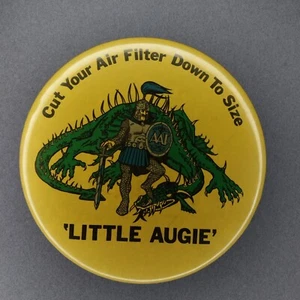 Cut Your Air Filter Down To Size
'LITTLE AUGIE'